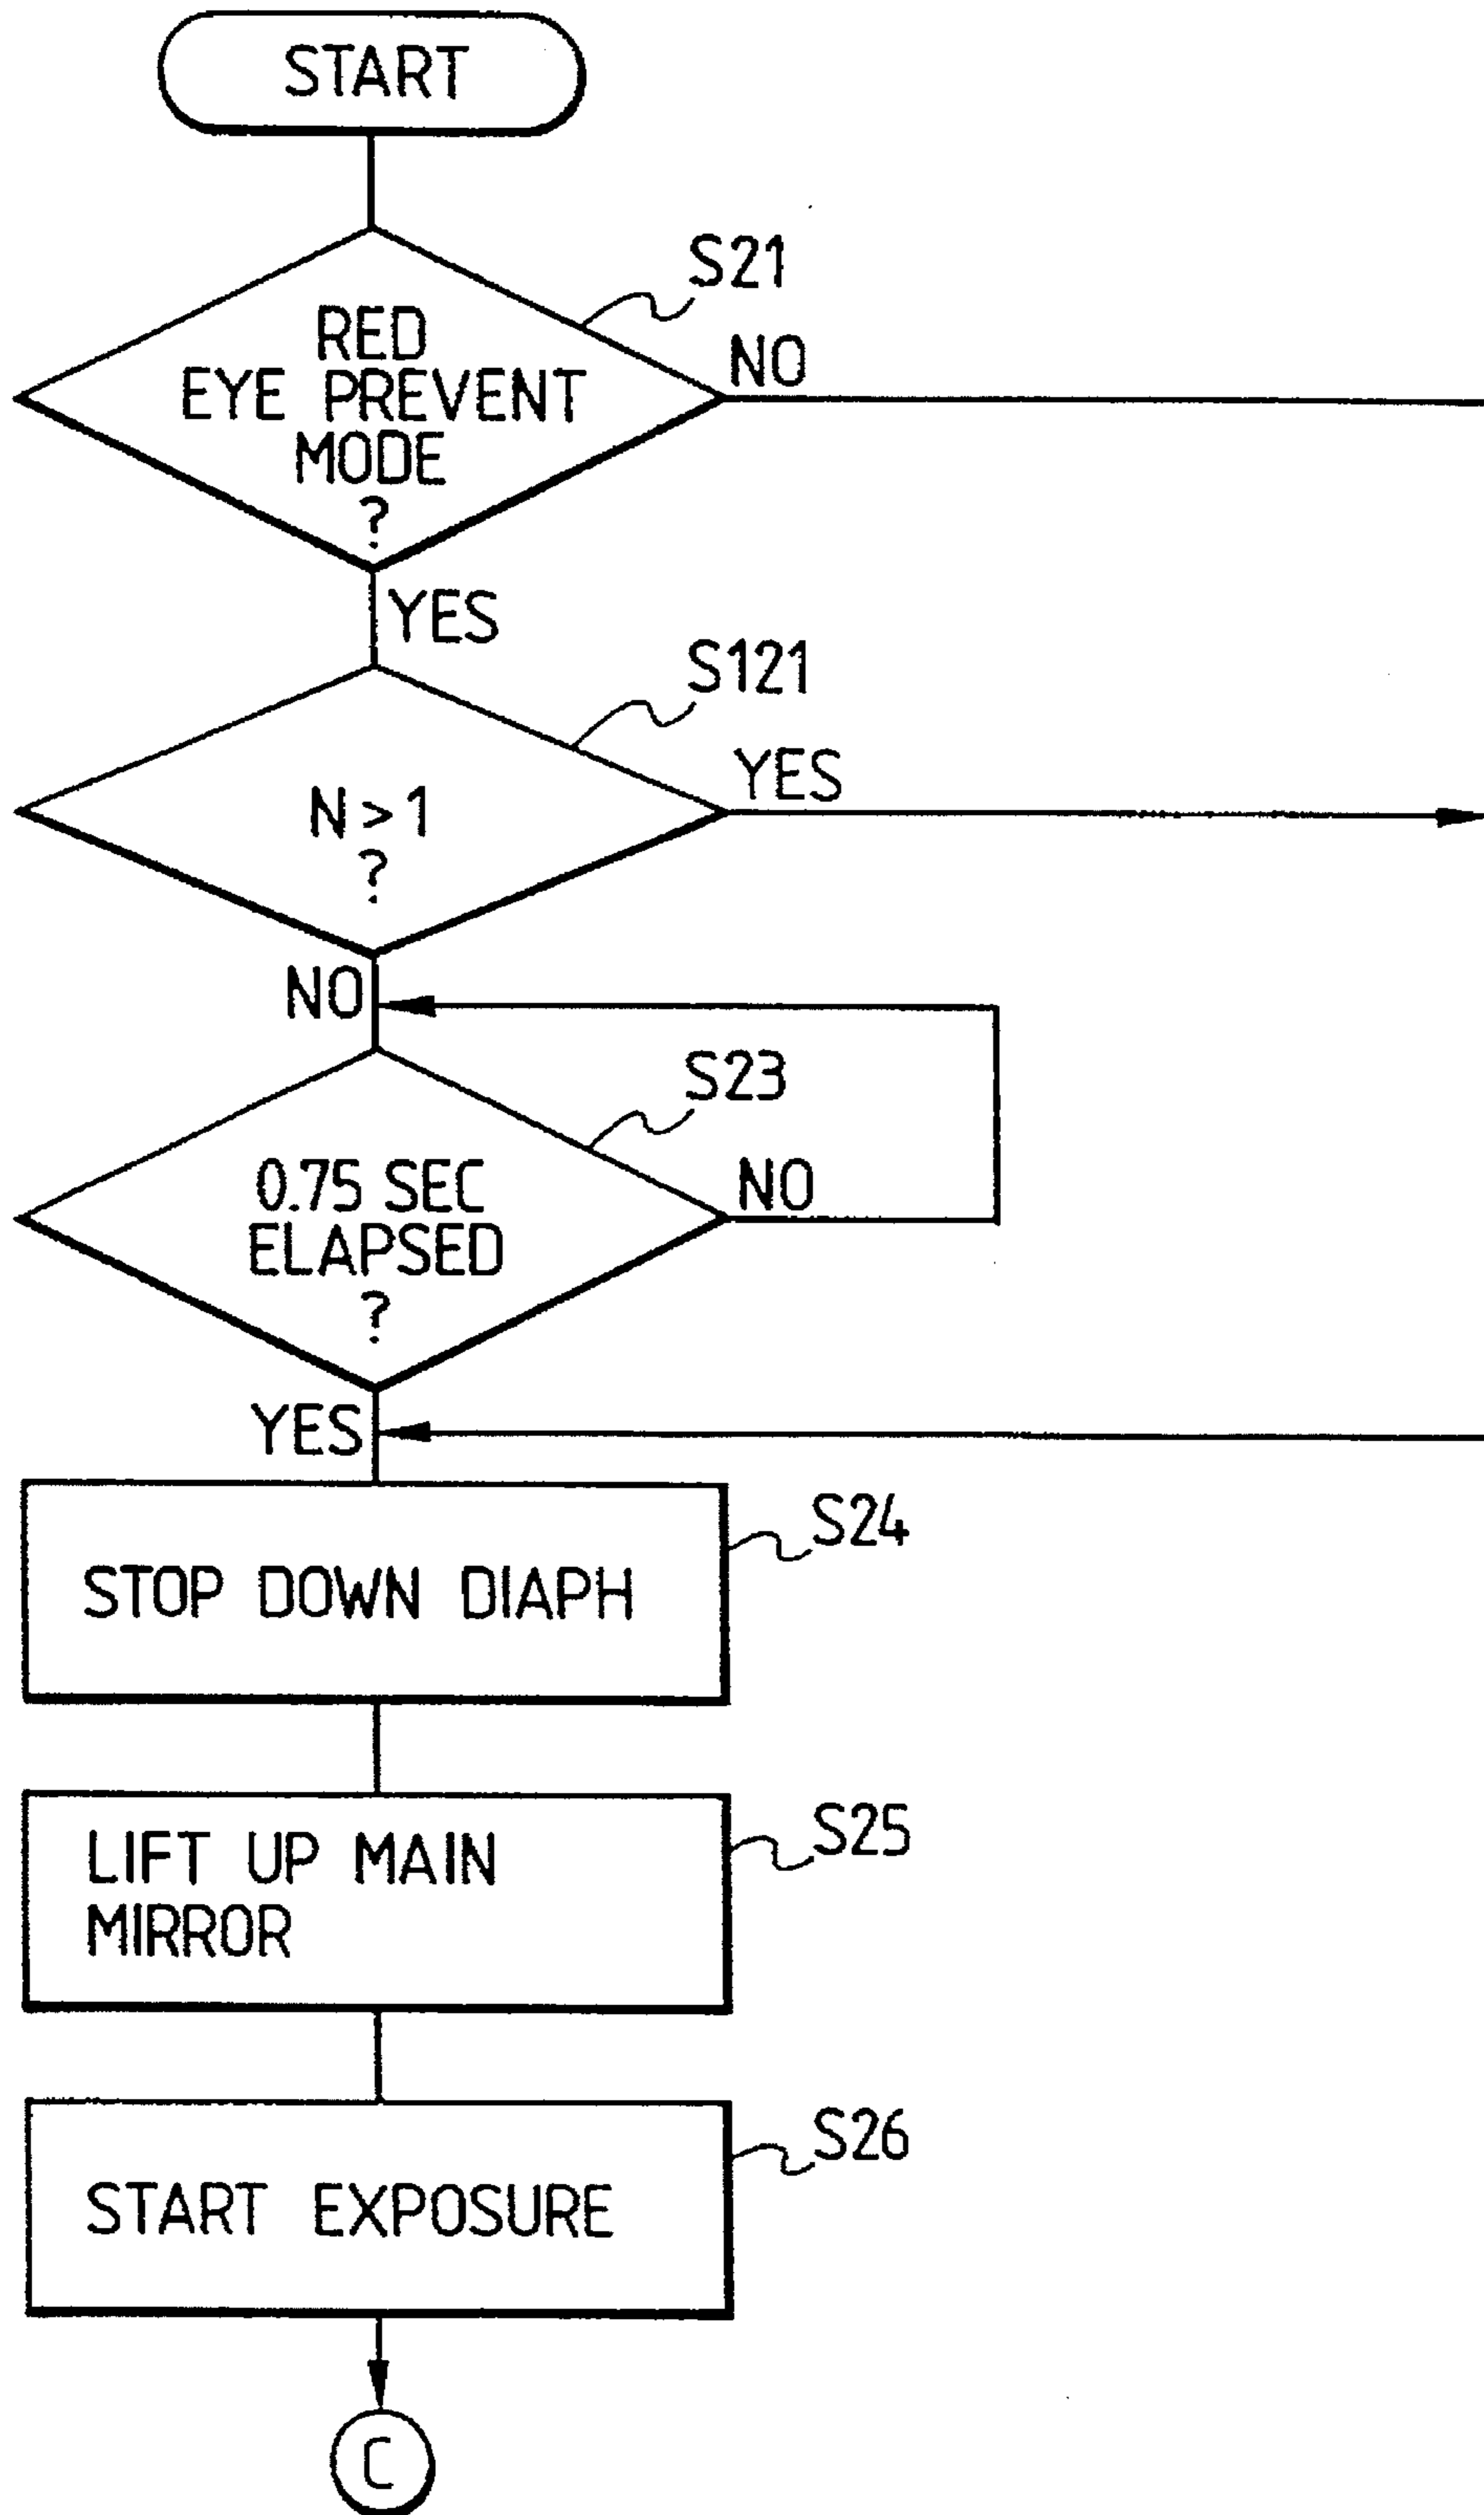 START
S21
RED
EYE PREVENT
MODE
?
NO
YES
S121
N > 1
?
YES
NO
S23
0.75 SEC
ELAPSED
?
NO
YES
S24
STOP DOWN DIAPH
S25
LIFT UP MAIN
MIRROR
S26
START EXPOSURE
C